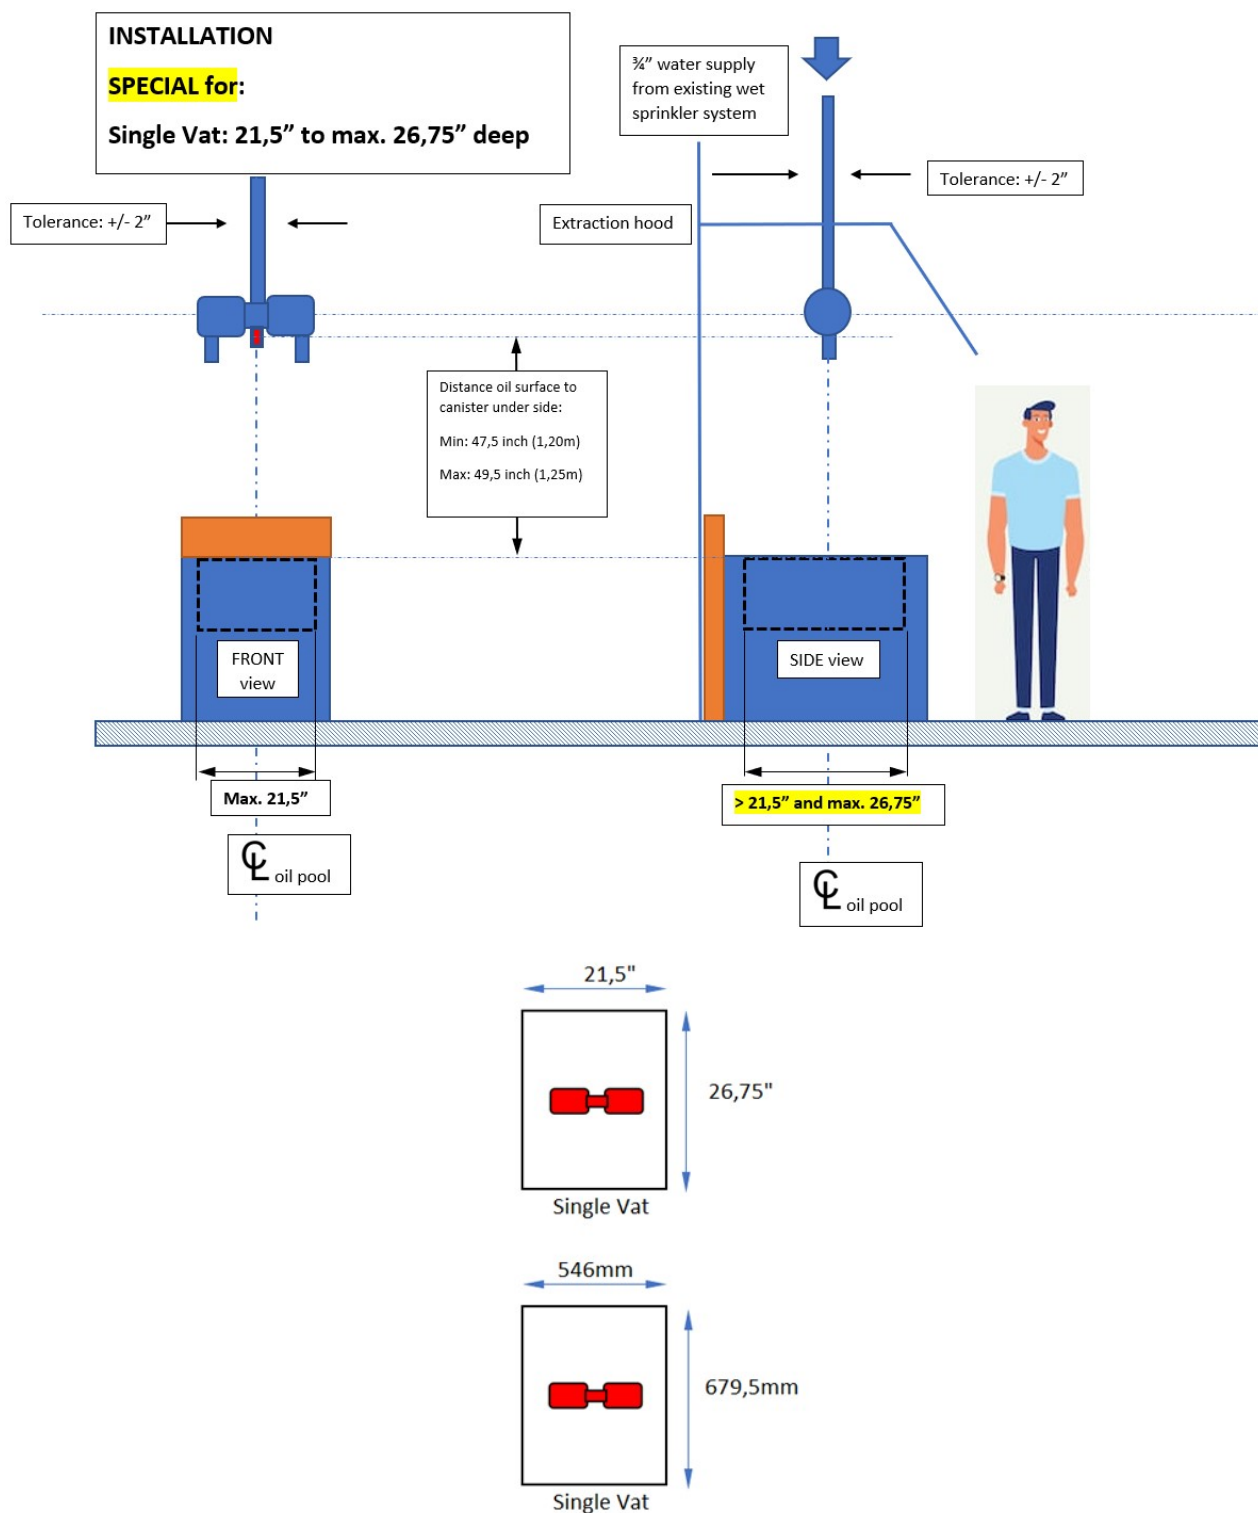 INSTALLATION
SPECIAL for:
Single Vat: 21,5” to max. 26,75” deep
¾” water supply
from existing wet
sprinkler system
Tolerance: +/- 2”
Tolerance: +/- 2”
Extraction hood
Distance oil surface to
canister under side:
Min: 47,5 inch (1,20m)
Max: 49,5 inch (1,25m)
FRONT
view
SIDE view
Max. 21,5”
> 21,5” and max. 26,75”
℄ oil pool
℄ oil pool
21,5"
26,75"
Single Vat
546mm
679,5mm
Single Vat